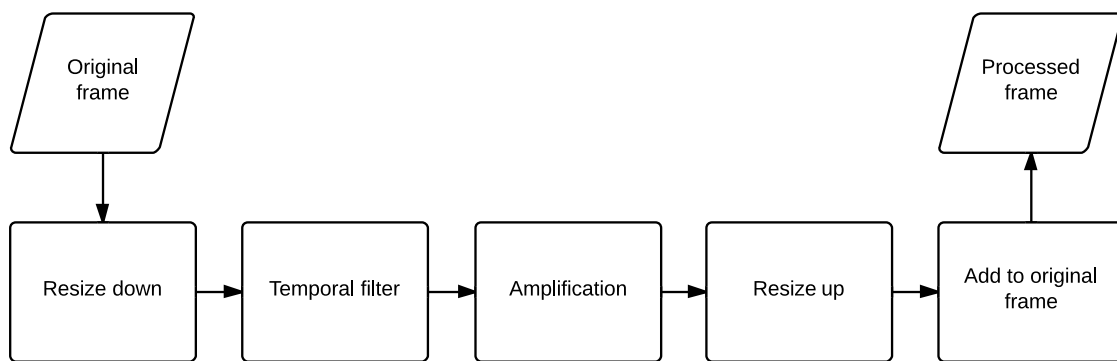 Original
frame
Processed
frame
Resize down
Temporal filter
Amplification
Resize up
Add to original
frame